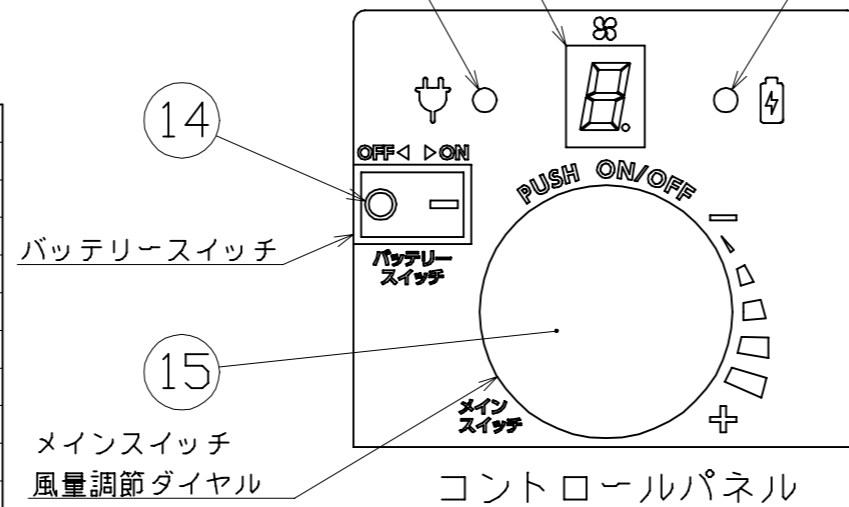 14
OFF◁ ▷ON
PUSH ON/OFF
バッテリースイッチ
バッテリー
スイッチ
15
メイン
スイッチ
メインスイッチ
風量調節ダイヤル
コントロールパネル
8.